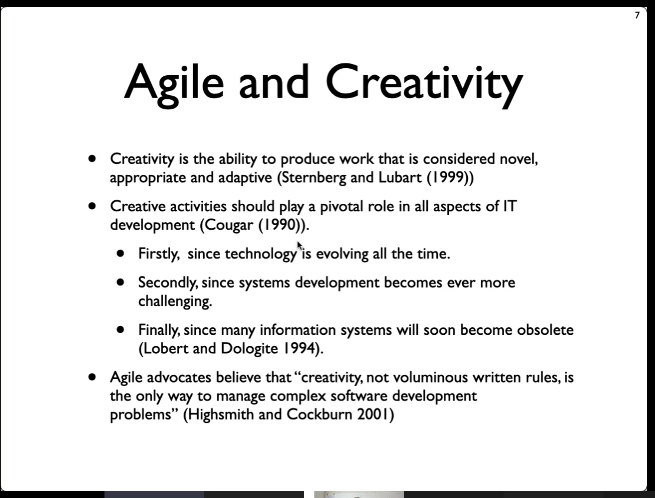 7
Agile and Creativity
• Creativity is the ability to produce work that is considered novel,
appropriate and adaptive (Sternberg and Lubart (1999))
• Creative activities should play a pivotal role in all aspects of IT
development (Cougar (1990)).
• Firstly, since technology is evolving all the time.
• Secondly, since systems development becomes ever more
challenging.
• Finally, since many information systems will soon become obsolete
(Lobert and Dologite 1994).
• Agile advocates believe that “creativity, not voluminous written rules, is
the only way to manage complex software development
problems” (Highsmith and Cockburn 2001)